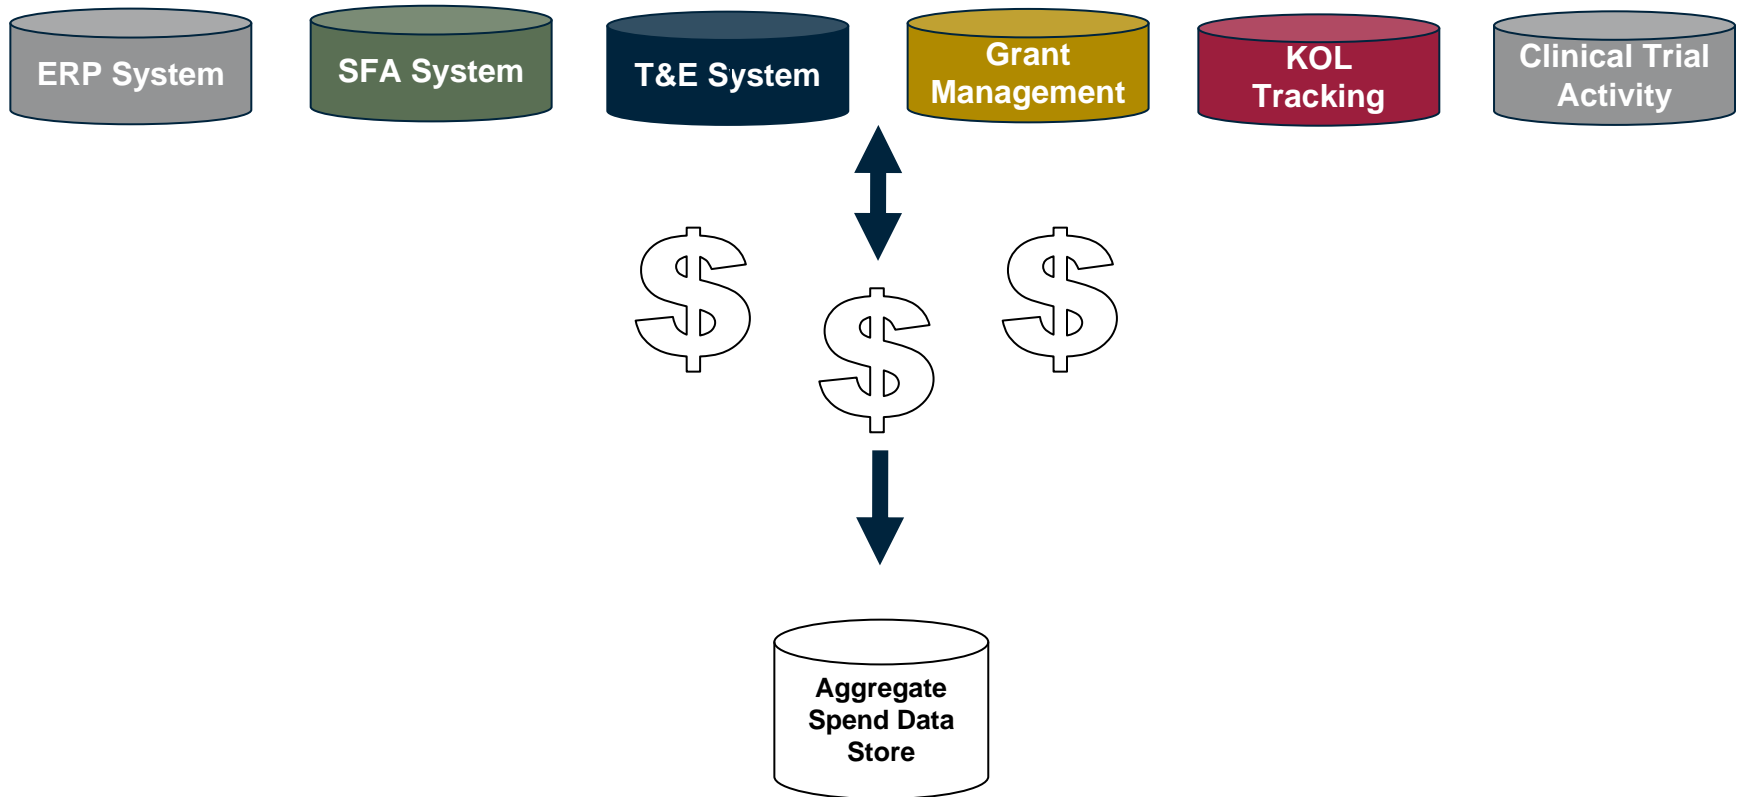 ERP System
SFA System
T&E System
Grant
Management
KOL
Tracking
Clinical Trial
Activity
$
$
$
Aggregate
Spend Data
Store